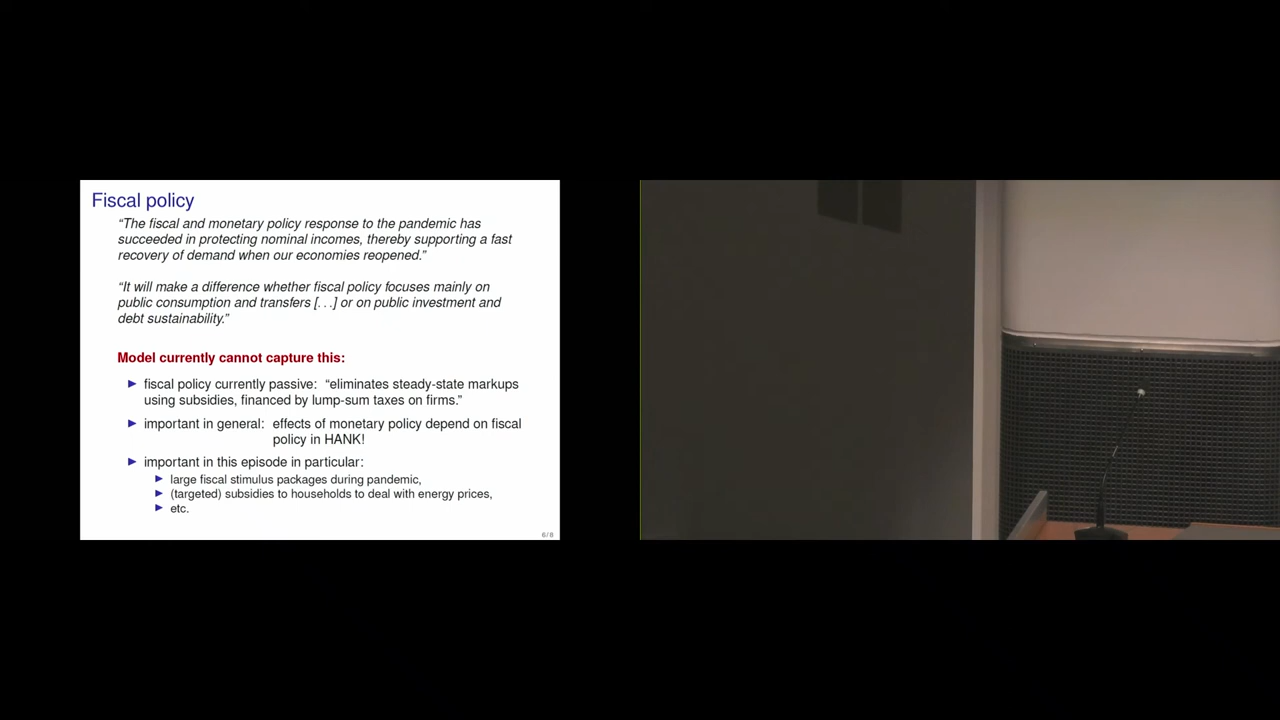 Fiscal policy
“The fiscal and monetary policy response to the pandemic has
succeeded in protecting nominal incomes, thereby supporting a fast
recovery of demand when our economies reopened.”
“It will make a difference whether fiscal policy focuses mainly on
public consumption and transfers [. . .] or on public investment and
debt sustainability.”
Model currently cannot capture this:
fiscal policy currently passive: “eliminates steady-state markups
using subsidies, financed by lump-sum taxes on firms.”
important in general: effects of monetary policy depend on fiscal
policy in HANK!
important in this episode in particular:
large fiscal stimulus packages during pandemic,
(targeted) subsidies to households to deal with energy prices,
etc.
6 / 8